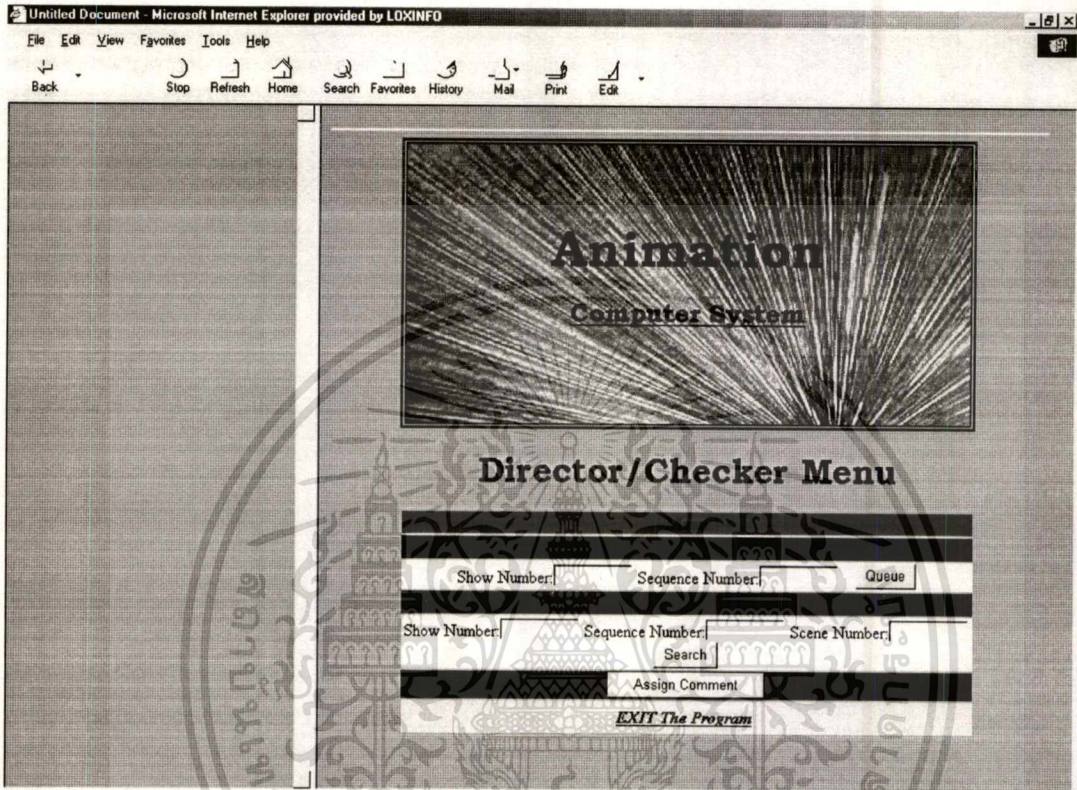 Untitled Document - Microsoft Internet Explorer provided by LOXINFO
File Edit View Favorites Tools Help
Back Stop Refresh Home Search Favorites History Mail Print Edit
Animation
Computer System
Director/Checker Menu
Show Number: Sequence Number: Queue
Show Number: Sequence Number: Scene Number:
Search
Assign Comment
EXIT The Program